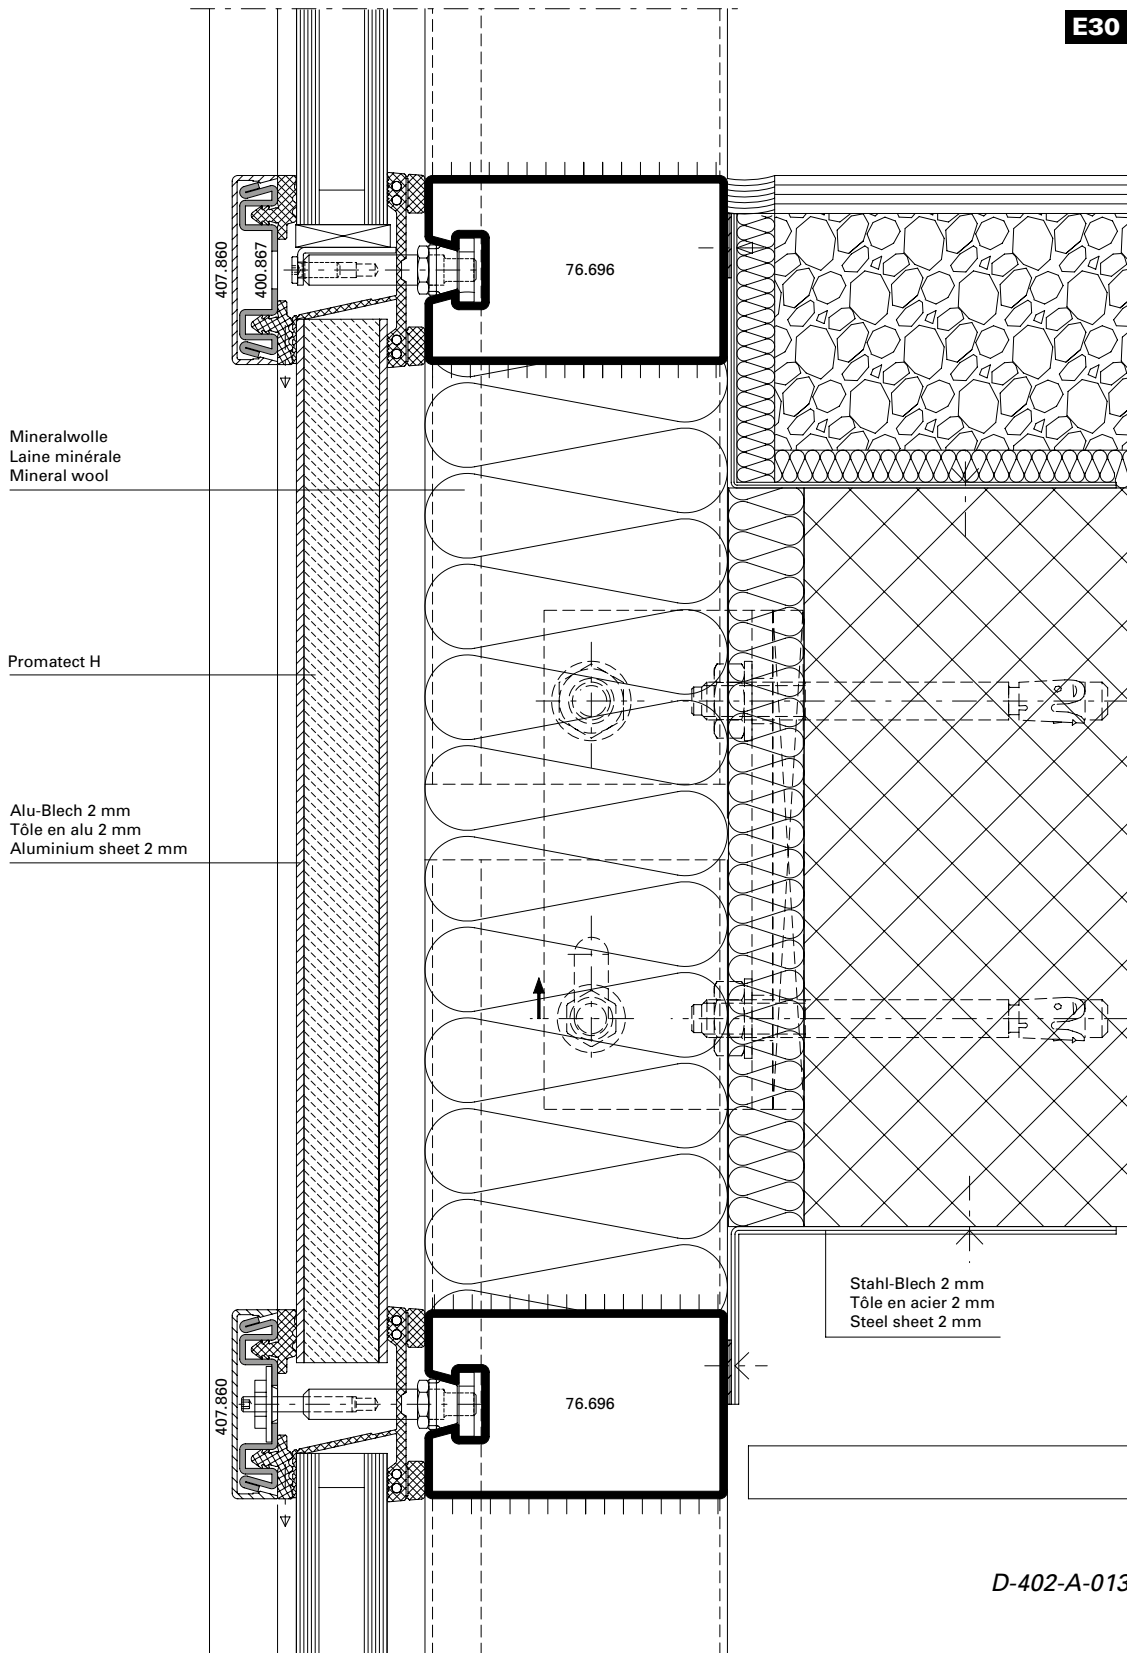 E30
407.860
400.867
76.696
Mineralwolle
Laine minérale
Mineral wool
Promatect H
Alu-Blech 2 mm
Tôle en alu 2 mm
Aluminium sheet 2 mm
Stahl-Blech 2 mm
Tôle en acier 2 mm
Steel sheet 2 mm
407.860
76.696
D-402-A-013